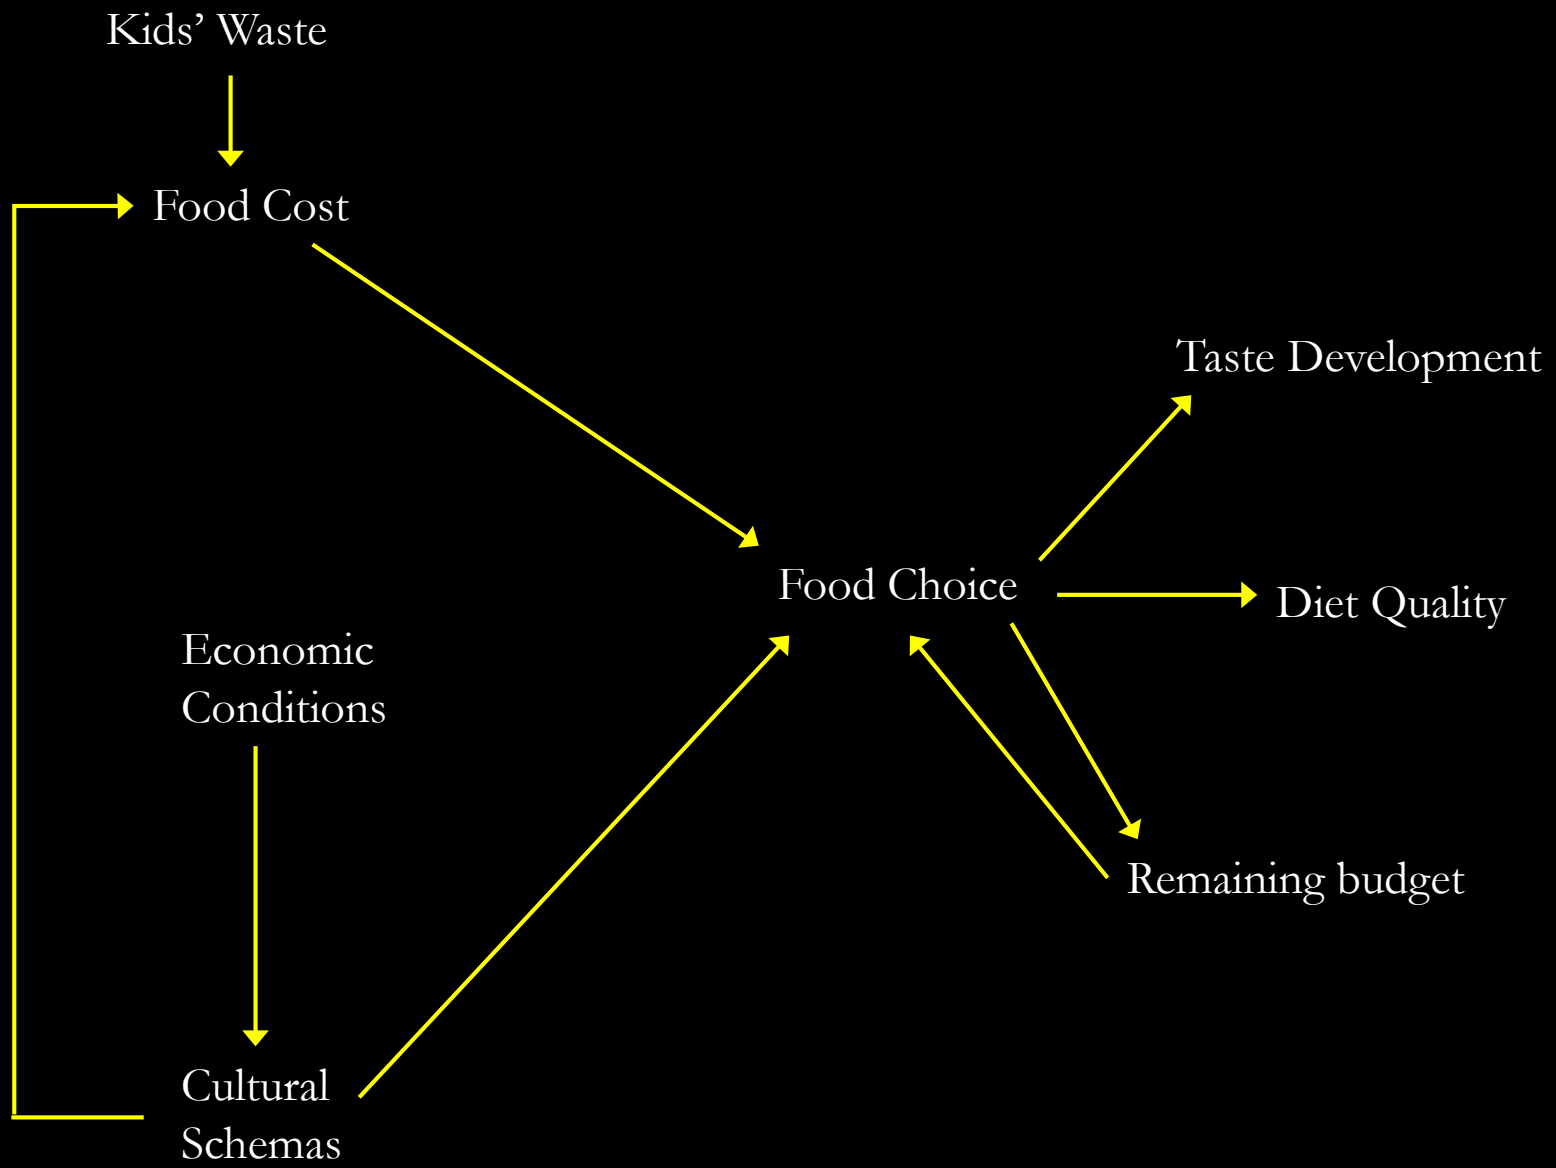 Kids’ Waste
Food Cost
Taste Development
Food Choice
Diet Quality
Economic
Conditions
Remaining budget
Cultural
Schemas